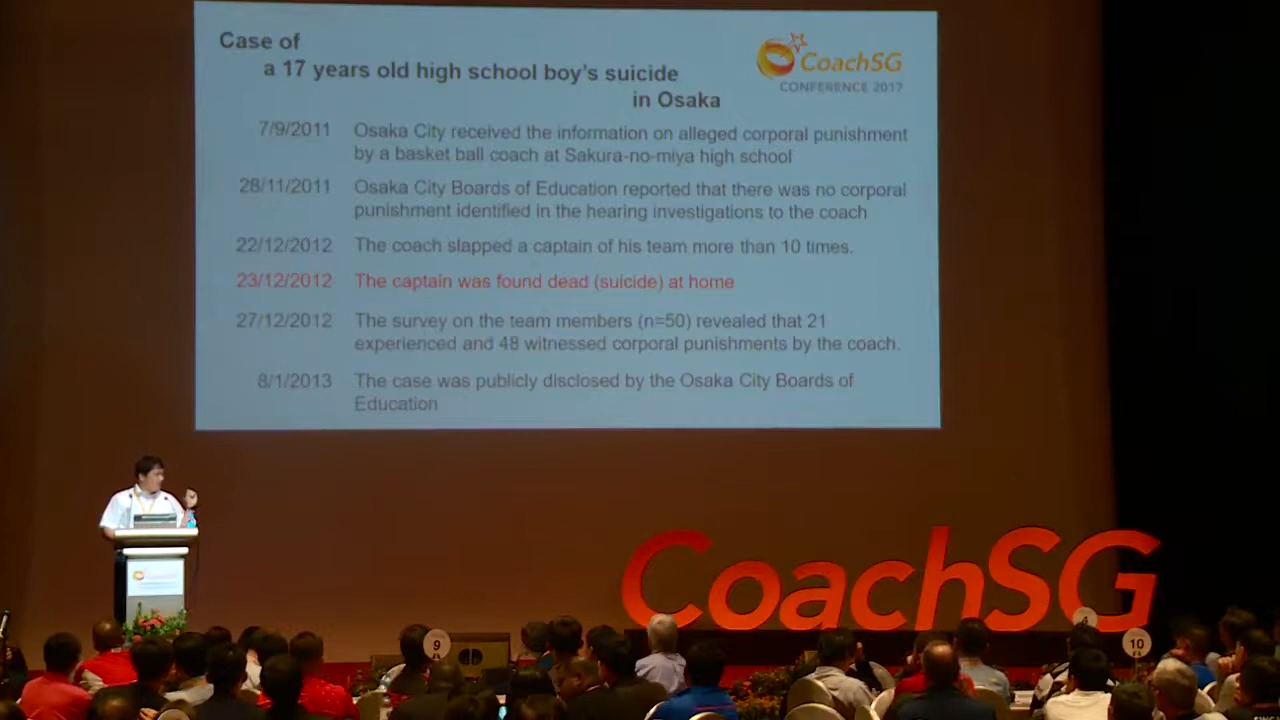 Case of
a 17 years old high school boy's suicide
in Osaka
CoachSG
CONFERENCE 2017
7/9/2011 Osaka City received the information on alleged corporal punishment
by a basket ball coach at Sakura-no-miya high school
28/11/2011 Osaka City Boards of Education reported that there was no corporal
punishment identified in the hearing investigations to the coach
22/12/2012 The coach slapped a captain of his team more than 10 times.
23/12/2012 The captain was found dead (suicide) at home
27/12/2012 The survey on the team members (n=50) revealed that 21
experienced and 48 witnessed corporal punishments by the coach.
8/1/2013 The case was publicly disclosed by the Osaka City Boards of
Education
CoachSG
CoachSG
9
10